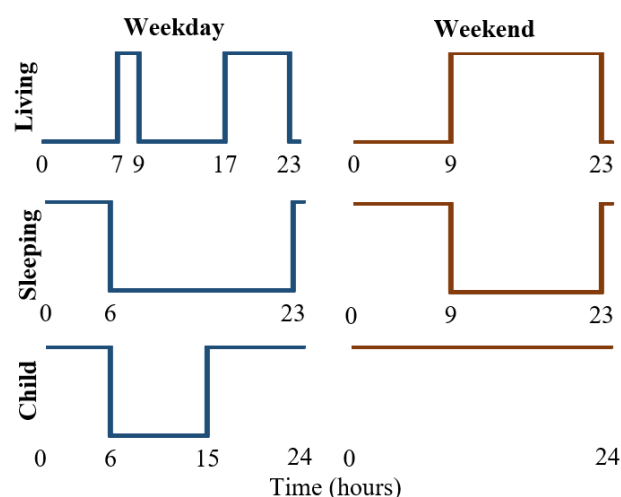 Weekday
Weekend
Living
0 7 9 17 23
0 9 23
Sleeping
0 6 23
0 9 23
Child
0 6 15 24
0 24
Time (hours)